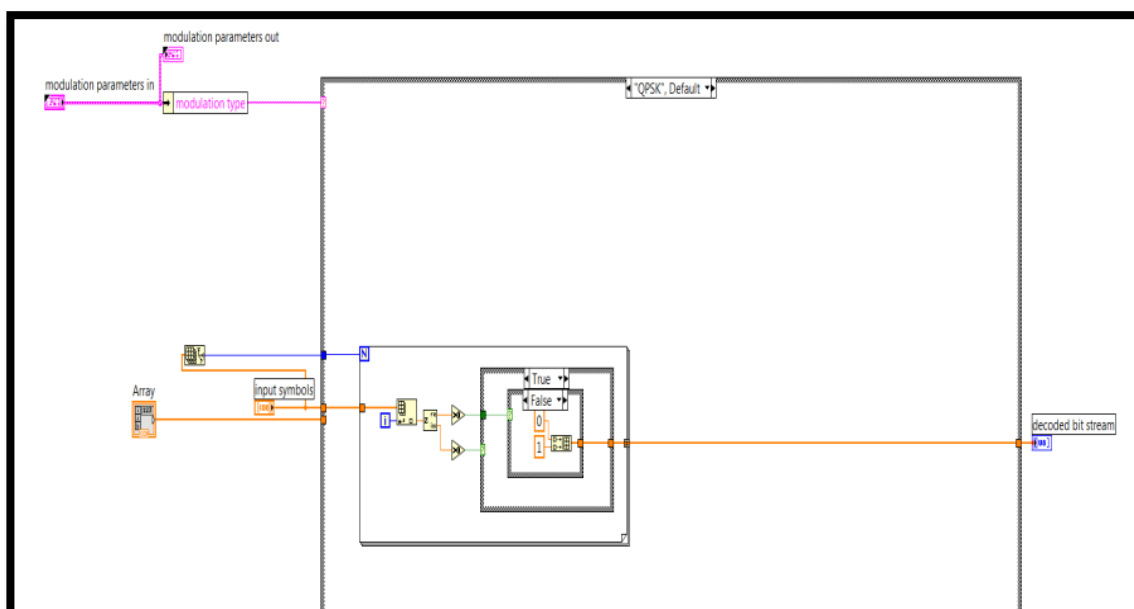 modulation parameters out
modulation parameters in
modulation type
"QPSK", Default
N
Array
input symbols
i
True
False
0
1
decoded bit stream